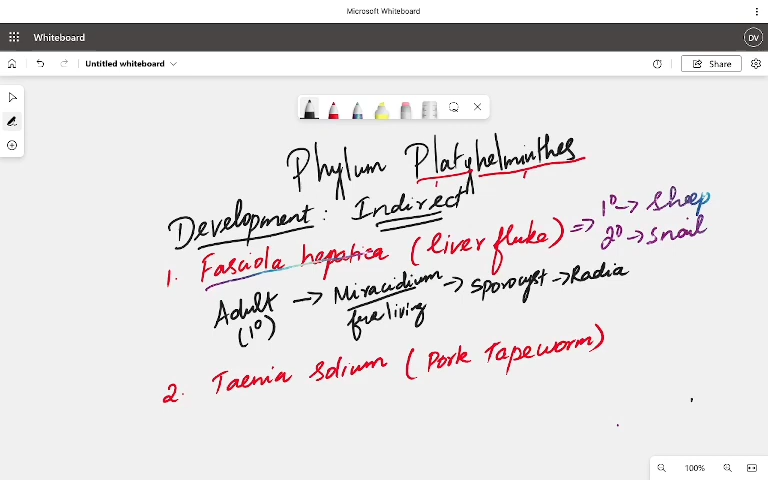 Microsoft Whiteboard
Whiteboard
DV
Untitled whiteboard
Share
Phylum Platyhelminthes
Development: Indirect
1. Fasciola hepatica (liver fluke) ⇒ 1° → Sheep
2° → Snail
Adult → Miracidium → Sporocyst → Radia
(1°) free living
2. Taenia Solium (Pork Tapeworm)
100%